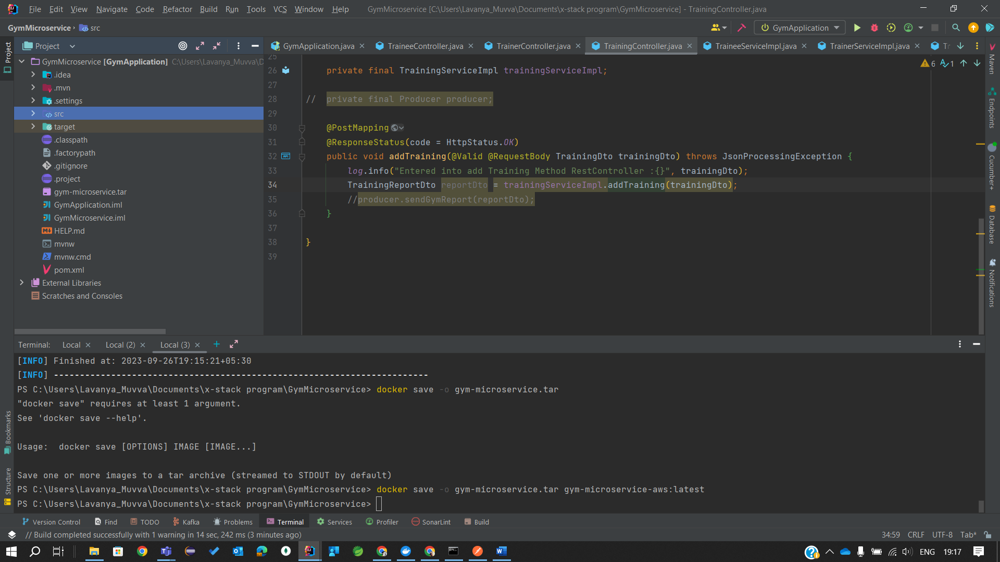 File Edit View Navigate Code Refactor Build Run Tools VCS Window Help GymMicroservice [C:\Users\Lavanya_Muvva\Documents\x-stack program\GymMicroservice] - TrainingController.java
GymMicroservice › src
GymApplication
Project
GymApplication.java TraineeController.java TrainerController.java TrainingController.java TraineeServiceImpl.java TrainerServiceImpl.java
GymMicroservice [GymApplication] C:\Users\Lavanya_Muvva\D
.idea
.mvn
.settings
src
target
.classpath
.factorypath
.gitignore
.project
gym-microservice.tar
GymApplication.iml
GymMicroservice.iml
HELP.md
mvnw
mvnw.cmd
pom.xml
External Libraries
Scratches and Consoles
6 1
25
26 private final TrainingServiceImpl trainingServiceImpl;
27
28 // private final Producer producer;
29
30 @PostMapping
31 @ResponseStatus(code = HttpStatus.OK)
32 public void addTraining(@Valid @RequestBody TrainingDto trainingDto) throws JsonProcessingException {
33 log.info("Entered into add Training Method RestController :{}", trainingDto);
34 TrainingReportDto reportDto = trainingServiceImpl.addTraining(trainingDto);
35 //producer.sendGymReport(reportDto);
36 }
37
38 }
39
Project
Bookmarks
Structure
Maven
Endpoints
Cucumber+
Database
Notifications
Terminal: Local Local (2) Local (3)
[INFO] Finished at: 2023-09-26T19:15:21+05:30
[INFO] ------------------------------------------------------------------------
PS C:\Users\Lavanya_Muvva\Documents\x-stack program\GymMicroservice> docker save -o gym-microservice.tar
"docker save" requires at least 1 argument.
See 'docker save --help'.
Usage:  docker save [OPTIONS] IMAGE [IMAGE...]
Save one or more images to a tar archive (streamed to STDOUT by default)
PS C:\Users\Lavanya_Muvva\Documents\x-stack program\GymMicroservice> docker save -o gym-microservice.tar gym-microservice-aws:latest
PS C:\Users\Lavanya_Muvva\Documents\x-stack program\GymMicroservice>
Version Control Find TODO Kafka Problems Terminal Services Profiler SonarLint Build
// Build completed successfully with 1 warning in 14 sec, 242 ms (3 minutes ago) 34:59 CRLF UTF-8 Tab*
ENG 19:17